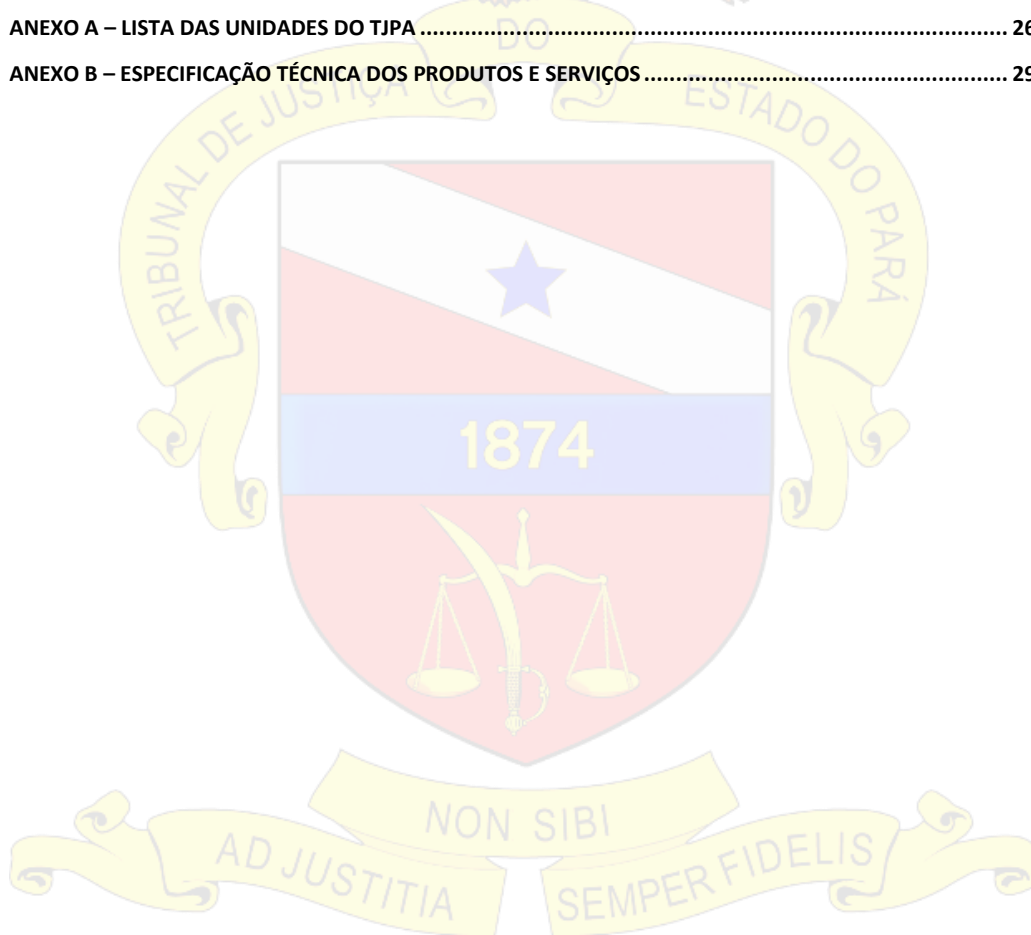 ANEXO A – LISTA DAS UNIDADES DO TJPA ........................................................................................... 26
ANEXO B – ESPECIFICAÇÃO TÉCNICA DOS PRODUTOS E SERVIÇOS ......................................................... 29
TRIBUNAL DE JUSTIÇA DO ESTADO DO PARÁ
1874
NON SIBI
AD JUSTITIA SEMPER FIDELIS